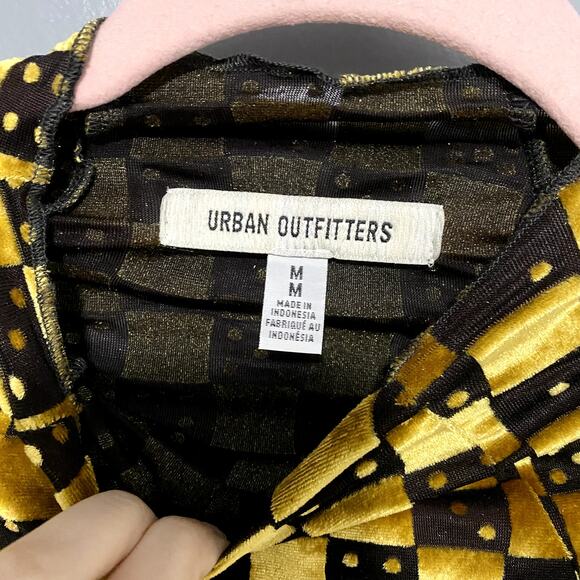 URBAN OUTFITTERS
M
M
MADE IN
INDONESIA
FABRIQUÉ AU
INDONÉSIA